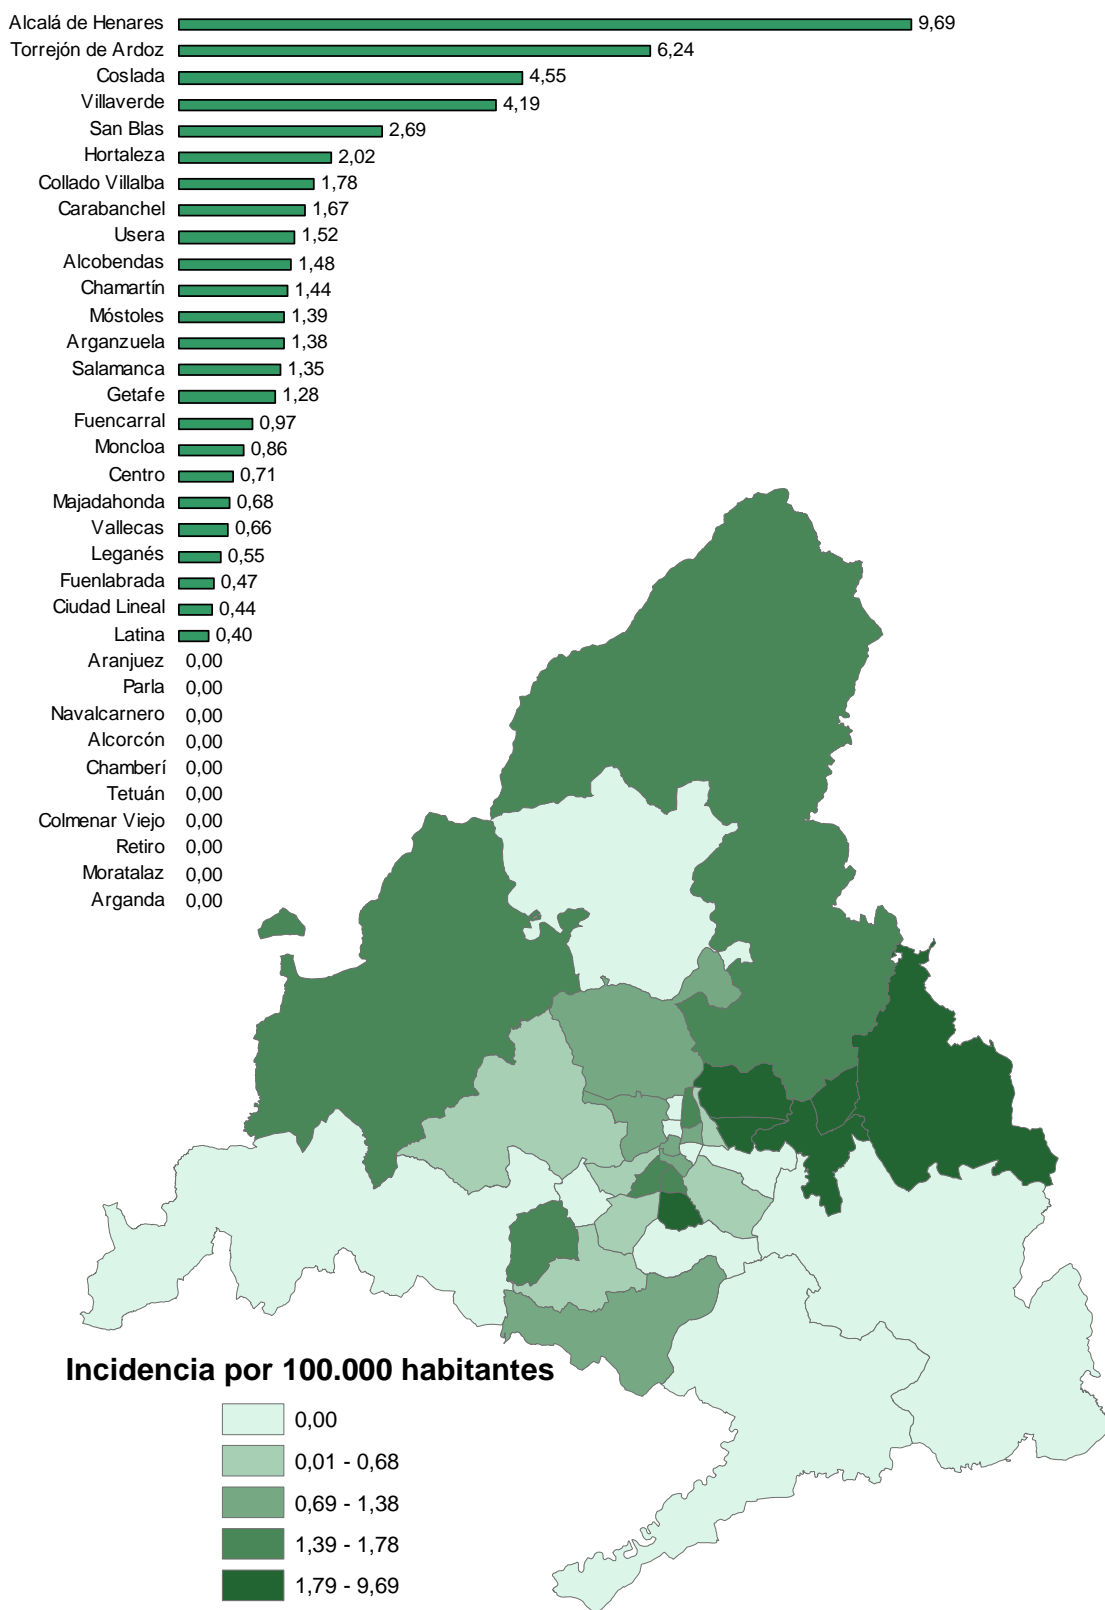 Alcalá de Henares 9,69
Torrejón de Ardoz 6,24
Coslada 4,55
Villaverde 4,19
San Blas 2,69
Hortaleza 2,02
Collado Villalba 1,78
Carabanchel 1,67
Usera 1,52
Alcobendas 1,48
Chamartín 1,44
Móstoles 1,39
Arganzuela 1,38
Salamanca 1,35
Getafe 1,28
Fuencarral 0,97
Moncloa 0,86
Centro 0,71
Majadahonda 0,68
Vallecas 0,66
Leganés 0,55
Fuenlabrada 0,47
Ciudad Lineal 0,44
Latina 0,40
Aranjuez 0,00
Parla 0,00
Navalcarnero 0,00
Alcorcón 0,00
Chamberí 0,00
Tetuán 0,00
Colmenar Viejo 0,00
Retiro 0,00
Moratalaz 0,00
Arganda 0,00
Incidencia por 100.000 habitantes
0,00
0,01 - 0,68
0,69 - 1,38
1,39 - 1,78
1,79 - 9,69